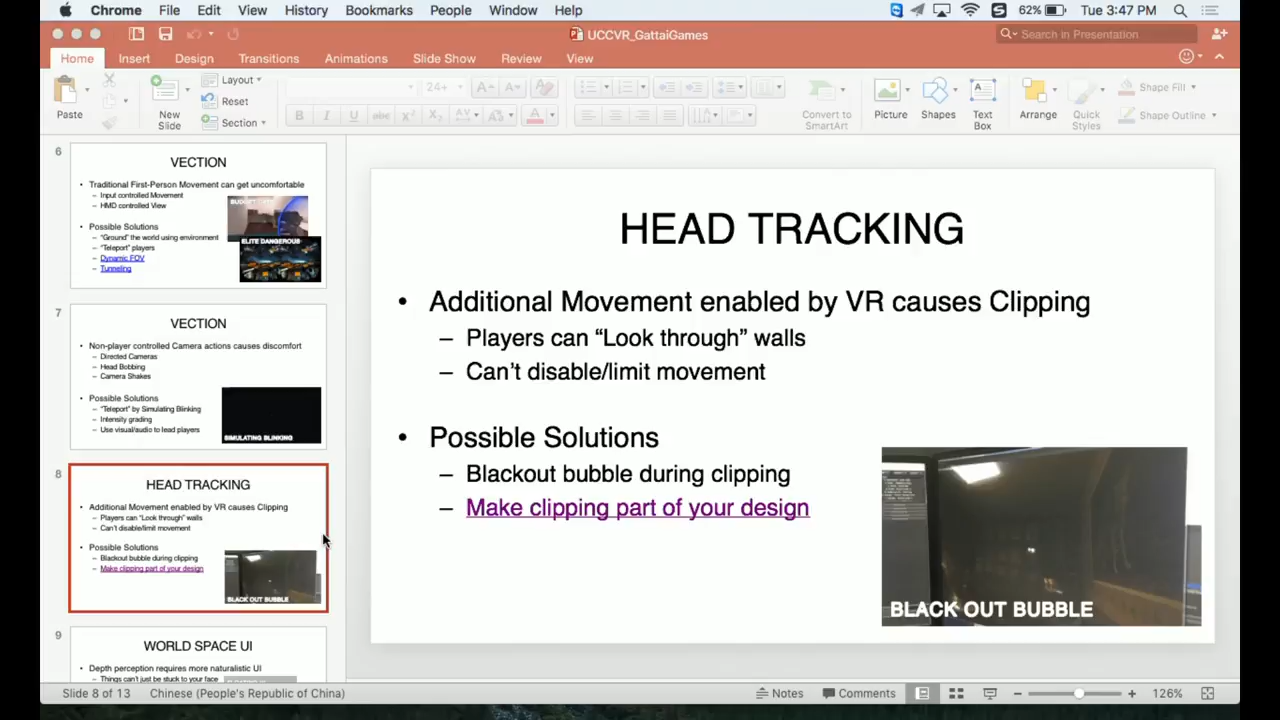 Chrome File Edit View History Bookmarks People Window Help 62% Tue 3:47 PM
UCCVR_GattaiGames
Search in Presentation
Home Insert Design Transitions Animations Slide Show Review View
Paste
New Slide
Layout
Reset
Section
24
Convert to SmartArt
Picture
Shapes
Text Box
Arrange
Quick Styles
Shape Fill
Shape Outline
6
VECTION
• Traditional First-Person Movement can get uncomfortable
– Input controlled Movement
– HMD controlled View
• Possible Solutions
– "Ground" the world using environment
– "Teleport" players
– Dynamic FOV
– Tunneling
ELITE DANGEROUS
7
VECTION
• Non-player controlled Camera actions causes discomfort
– Directed Cameras
– Head Bobbing
– Camera Shakes
• Possible Solutions
– "Teleport" by Simulating Blinking
– Intensity grading
– Use visual/audio to lead players
SIMULATING BLINKING
8
HEAD TRACKING
• Additional Movement enabled by VR causes Clipping
– Players can "Look through" walls
– Can't disable/limit movement
• Possible Solutions
– Blackout bubble during clipping
– Make clipping part of your design
BLACK OUT BUBBLE
9
WORLD SPACE UI
• Depth perception requires more naturalistic UI
– Things can't just be stuck to your face
HEAD TRACKING
• Additional Movement enabled by VR causes Clipping
– Players can “Look through” walls
– Can’t disable/limit movement
• Possible Solutions
– Blackout bubble during clipping
– Make clipping part of your design
BLACK OUT BUBBLE
Slide 8 of 13 Chinese (People's Republic of China) Notes Comments 126%